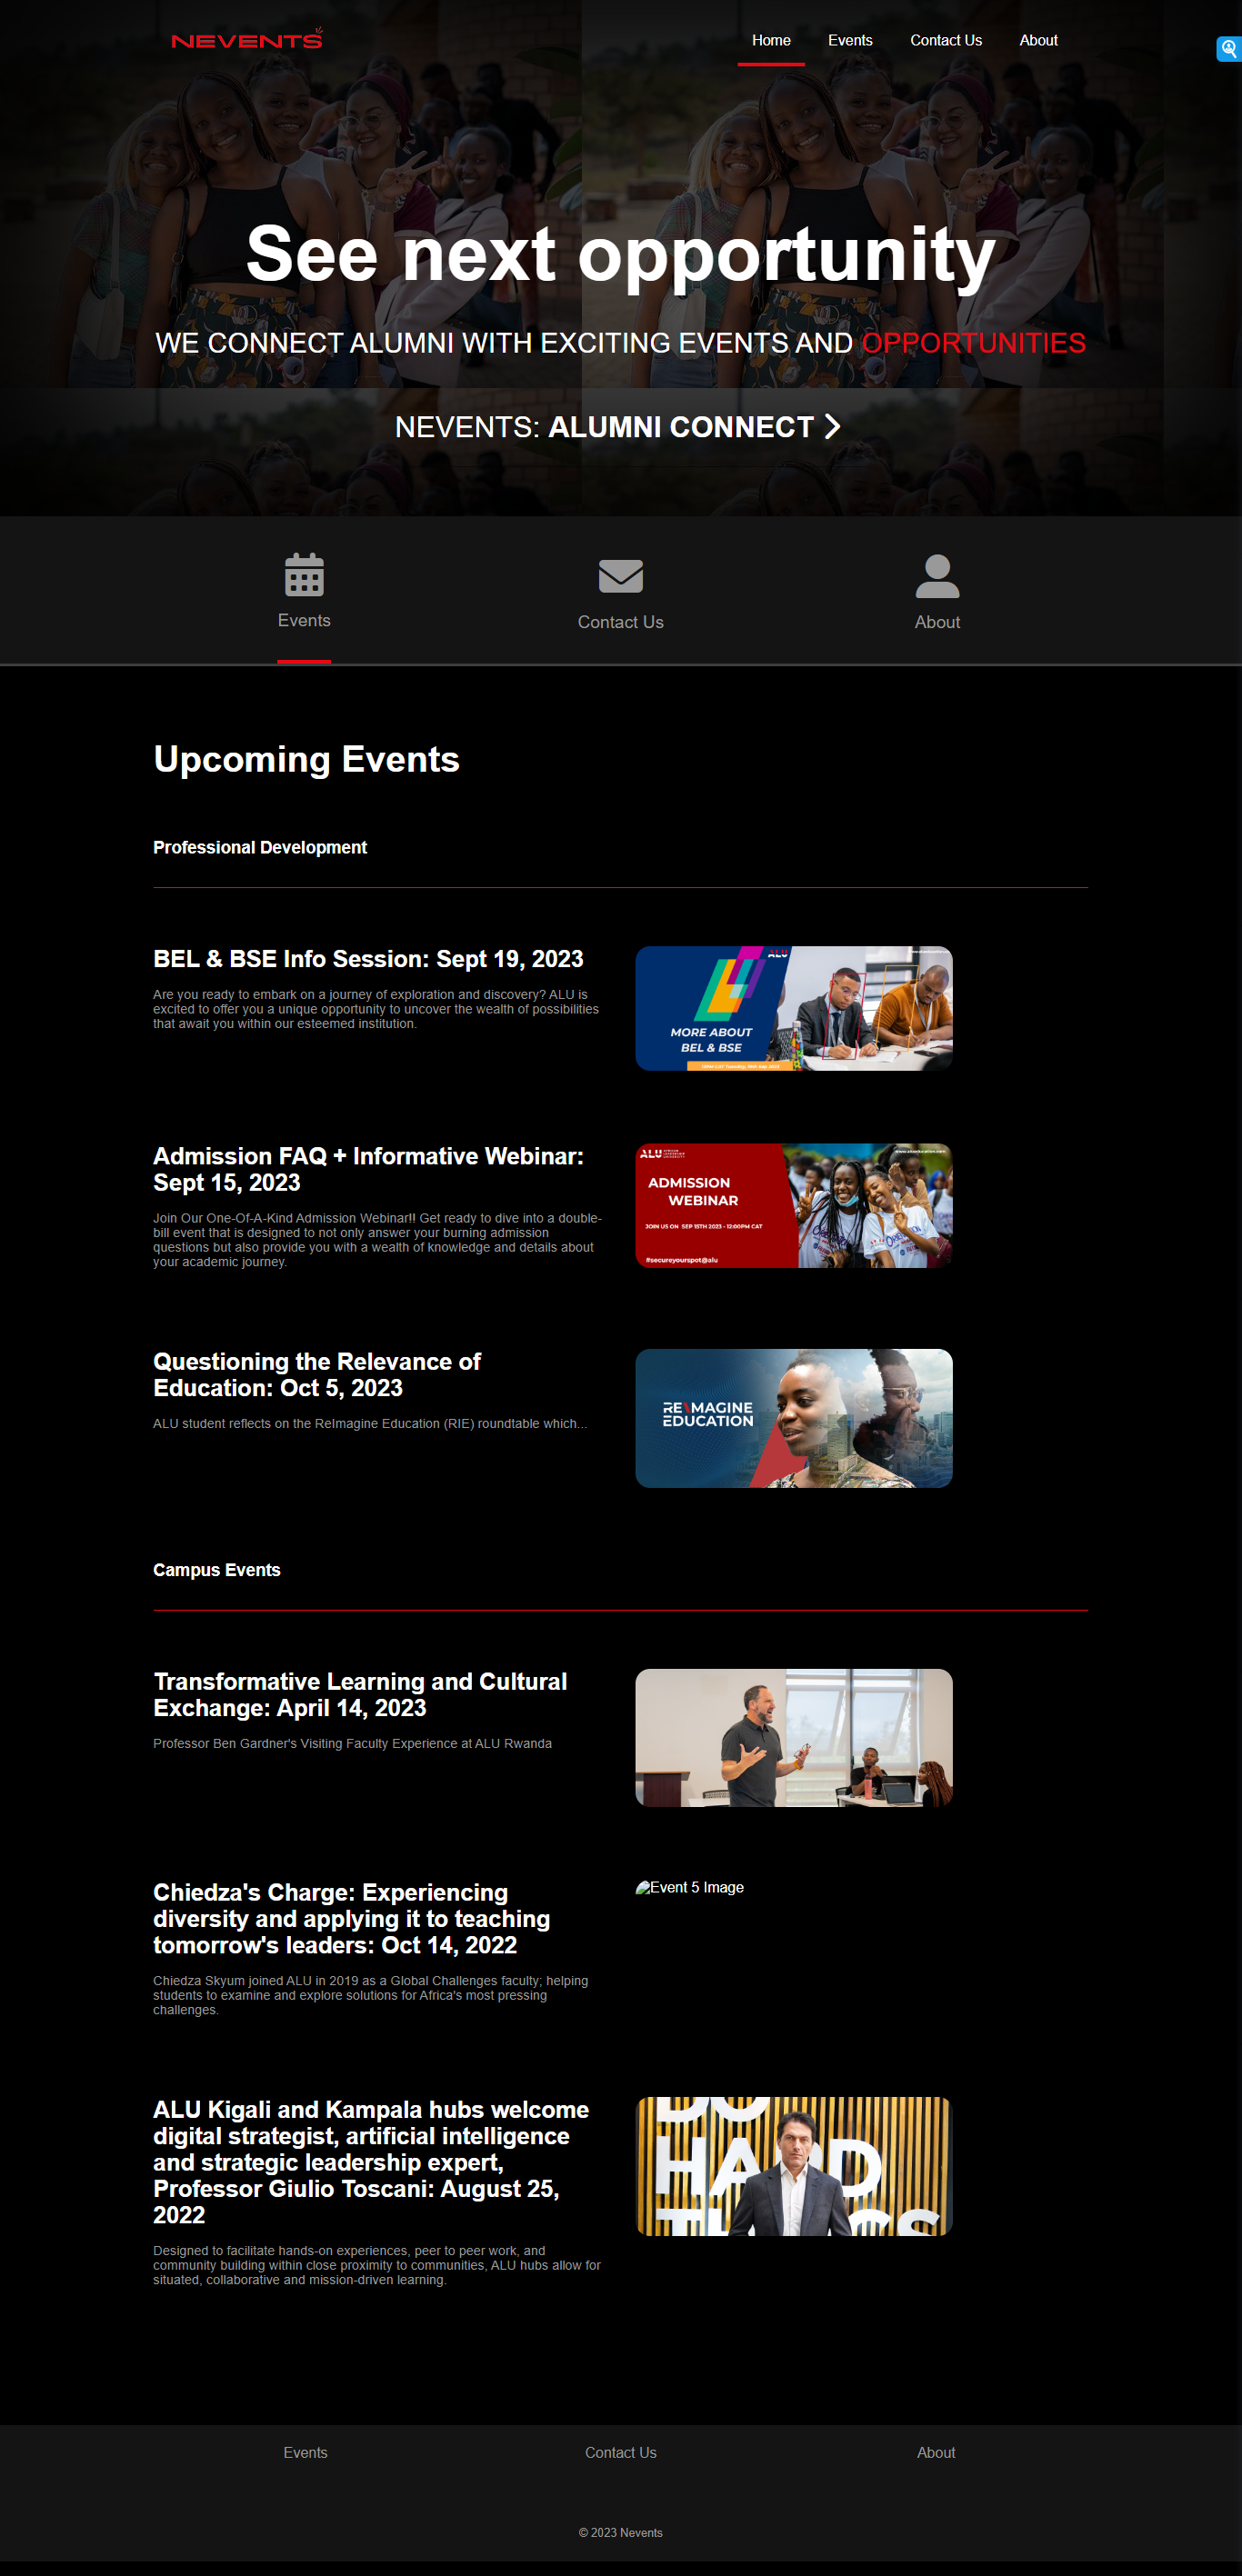 NEVENTS
Home
Events
Contact Us
About
See next opportunity
WE CONNECT ALUMNI WITH EXCITING EVENTS AND OPPORTUNITIES
NEVENTS: ALUMNI CONNECT
Events
Contact Us
About
Upcoming Events
Professional Development
BEL & BSE Info Session: Sept 19, 2023
Are you ready to embark on a journey of exploration and discovery? ALU is
excited to offer you a unique opportunity to uncover the wealth of possibilities
that await you within our esteemed institution.
ALU
MORE ABOUT
BEL & BSE
Admission FAQ + Informative Webinar:
Sept 15, 2023
Join Our One-Of-A-Kind Admission Webinar!! Get ready to dive into a double-
bill event that is designed to not only answer your burning admission
questions but also provide you with a wealth of knowledge and details about
your academic journey.
ALU
ADMISSION
WEBINAR
JOIN US ON SEP 15TH 2023 - 12:00PM CAT
#secureyourspot@alu
Questioning the Relevance of
Education: Oct 5, 2023
ALU student reflects on the ReImagine Education (RIE) roundtable which...
REIMAGINE
EDUCATION
Campus Events
Transformative Learning and Cultural
Exchange: April 14, 2023
Professor Ben Gardner's Visiting Faculty Experience at ALU Rwanda
Chiedza's Charge: Experiencing
diversity and applying it to teaching
tomorrow's leaders: Oct 14, 2022
Chiedza Skyum joined ALU in 2019 as a Global Challenges faculty; helping
students to examine and explore solutions for Africa's most pressing
challenges.
Event 5 Image
ALU Kigali and Kampala hubs welcome
digital strategist, artificial intelligence
and strategic leadership expert,
Professor Giulio Toscani: August 25,
2022
Designed to facilitate hands-on experiences, peer to peer work, and
community building within close proximity to communities, ALU hubs allow for
situated, collaborative and mission-driven learning.
DO
HARD
Events
Contact Us
About
© 2023 Nevents